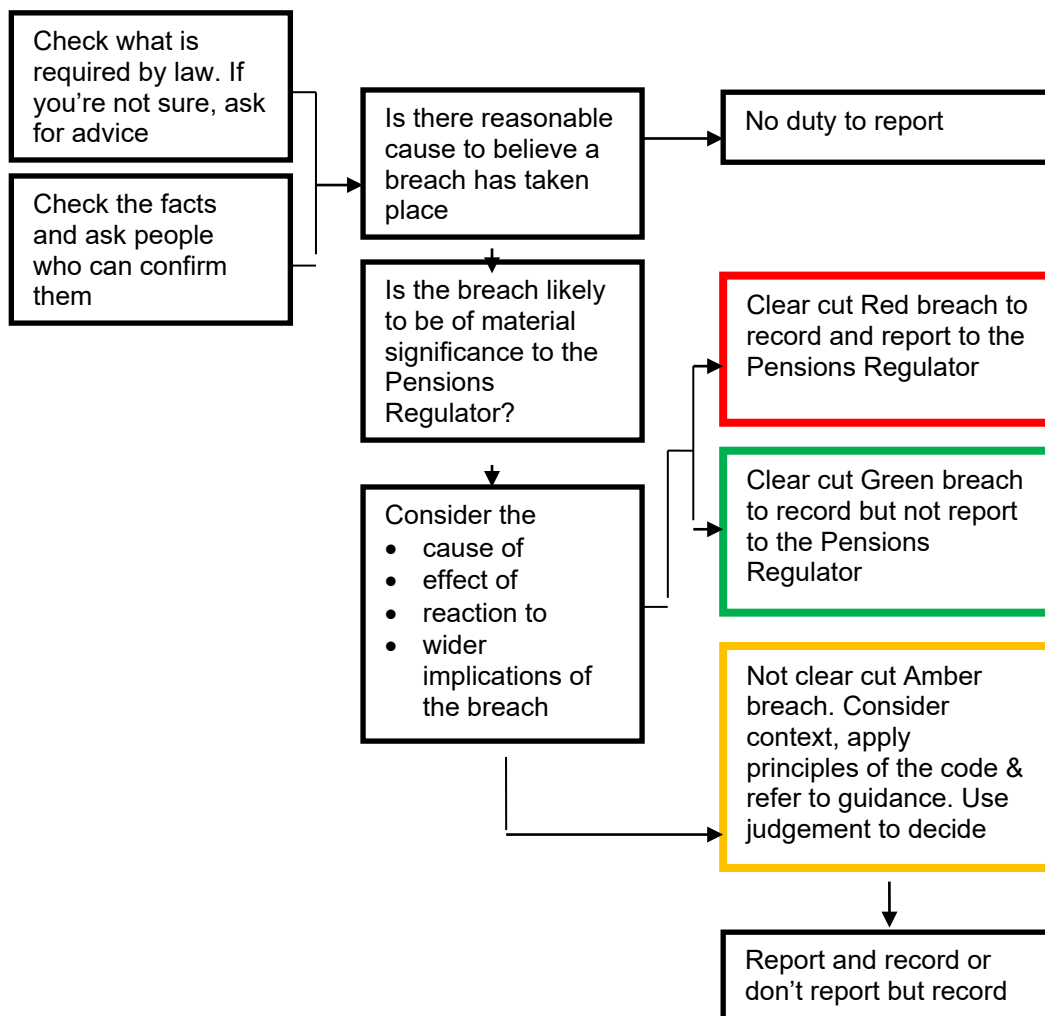 Check what is
required by law. If
you’re not sure, ask
for advice
Check the facts
and ask people
who can confirm
them
Is there reasonable
cause to believe a
breach has taken
place
No duty to report
Is the breach likely
to be of material
significance to the
Pensions
Regulator?
Clear cut Red breach to
record and report to the
Pensions Regulator
Clear cut Green breach
to record but not report
to the Pensions
Regulator
Consider the
• cause of
• effect of
• reaction to
• wider
implications of
the breach
Not clear cut Amber
breach. Consider
context, apply
principles of the code &
refer to guidance. Use
judgement to decide
Report and record or
don’t report but record